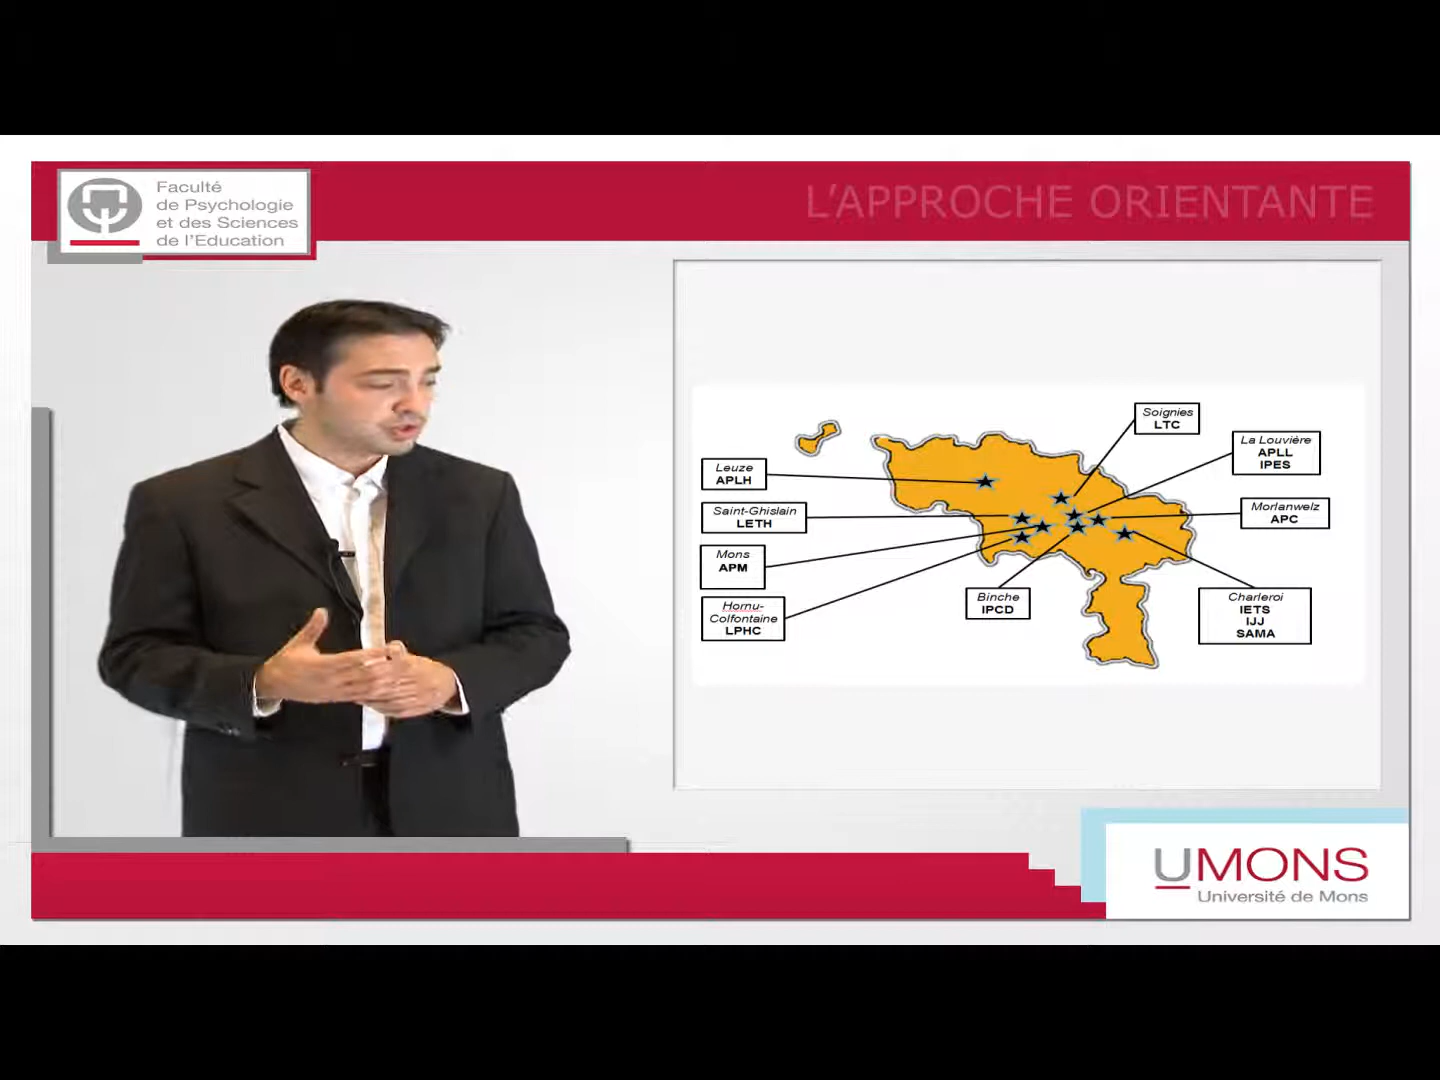 Faculté
de Psychologie
et des Sciences
de l'Education
L'APPROCHE ORIENTANTE
Soignies
LTC
La Louvière
APLL
IPES
Leuze
APLH
Saint-Ghislain
LETH
Morlanwelz
APC
Mons
APM
Binche
IPCD
Charleroi
IETS
IJJ
SAMA
Hornu-
Colfontaine
LPHC
UMONS
Université de Mons